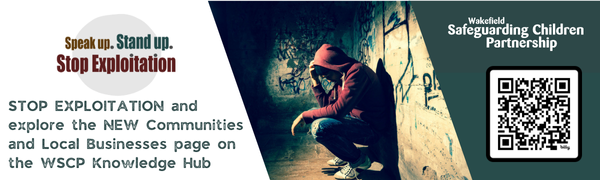 Speak up. Stand up.
Stop Exploitation
STOP EXPLOITATION and
explore the NEW Communities
and Local Businesses page on
the WSCP Knowledge Hub
Wakefield
Safeguarding Children
Partnership